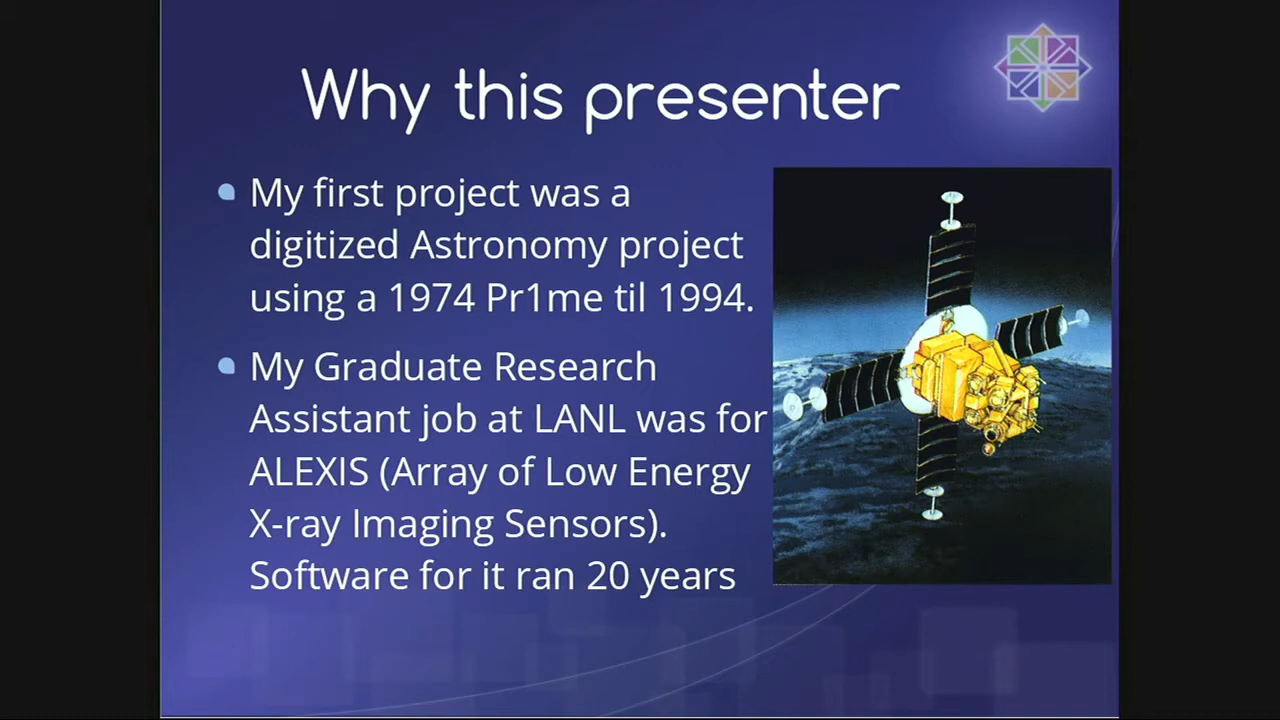 Why this presenter
My first project was a
digitized Astronomy project
using a 1974 Pr1me til 1994.
My Graduate Research
Assistant job at LANL was for
ALEXIS (Array of Low Energy
X-ray Imaging Sensors).
Software for it ran 20 years